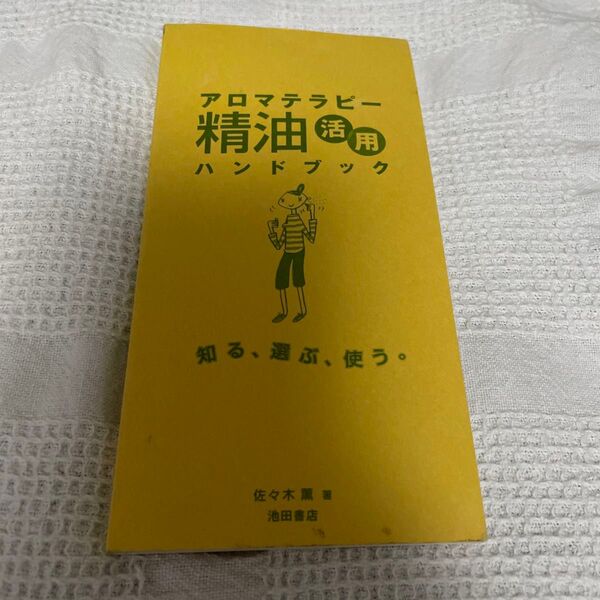 アロマテラピー
精油活用
ハンドブック
知る、選ぶ、使う。
佐々木 薫 著
池田書店